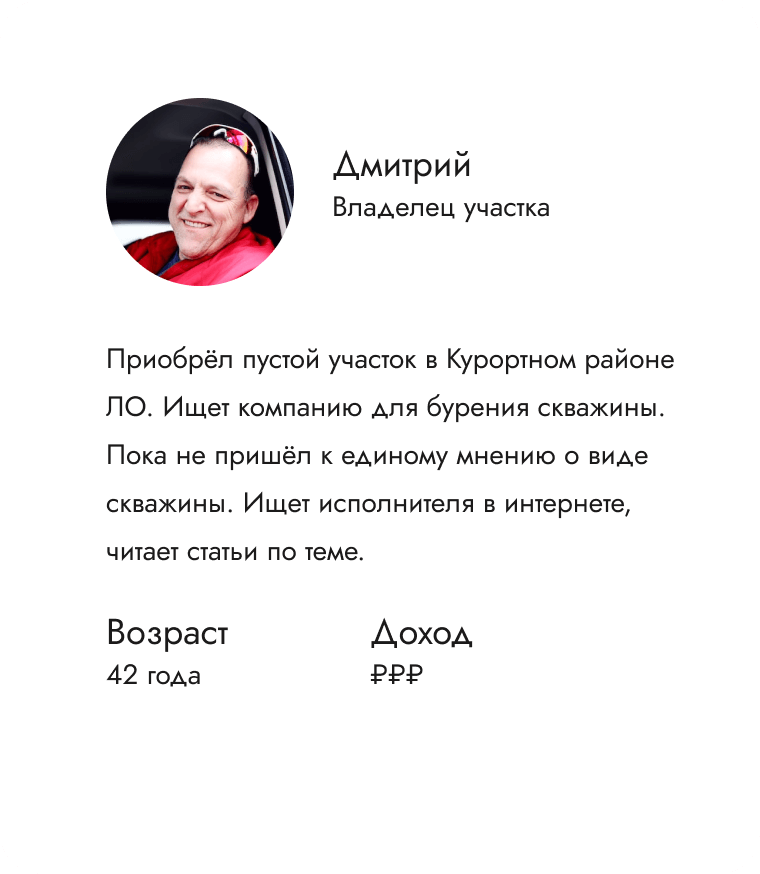 Дмитрий
Владелец участка
Приобрёл пустой участок в Курортном районе
ЛО. Ищет компанию для бурения скважины.
Пока не пришёл к единому мнению о виде
скважины. Ищет исполнителя в интернете,
читает статьи по теме.
Возраст
42 года
Доход
₽₽₽